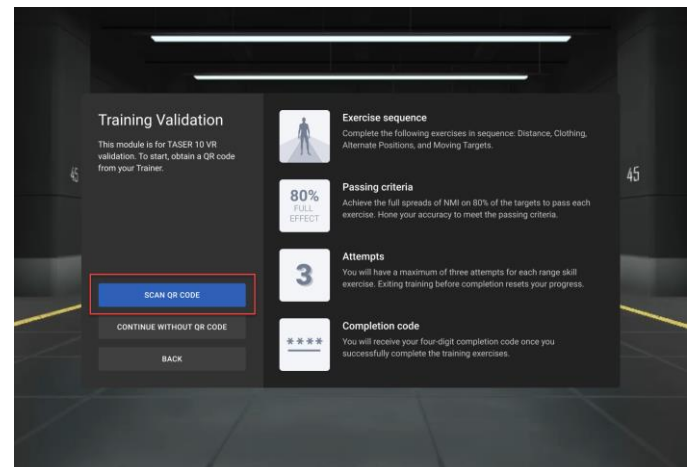 Training Validation
This module is for TASER 10 VR
validation. To start, obtain a QR code
from your Trainer.
SCAN QR CODE
CONTINUE WITHOUT QR CODE
BACK
Exercise sequence
Complete the following exercises in sequence: Distance, Clothing,
Alternate Positions, and Moving Targets.
80%
FULL
EFFECT
Passing criteria
Achieve the full spreads of NMI on 80% of the targets to pass each
exercise. Hone your accuracy to meet the passing criteria.
3
Attempts
You will have a maximum of three attempts for each range skill
exercise. Exiting training before completion resets your progress.
****
Completion code
You will receive your four-digit completion code once you
successfully complete the training exercises.
45
45